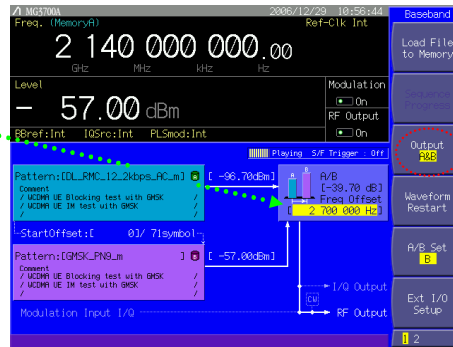 MG3700A 2006/12/29 10:56:44 Baseband
Freq. (MemoryA) Ref-Clk Int
2 140 000 000.00
GHz MHz kHz Hz
Load File
to Memory
Level Modulation
- 57.00 dBm
On
RF Output
On
Sequence
Progress
BBref:Int IQSrc:Int PLSmod:Int
Playing S/F Trigger : Off
Output
A&B
Pattern:[DL_RMC_12_2kbps_AC_m] [ -96.70dBm]
Comment
/ WCDMA UE Blocking test with GMSK /
/ WCDMA UE IM test with GMSK /
/ /
A B A/B
[-39.70 dB]
Freq Offset
[ 2 700 000 Hz]
Waveform
Restart
StartOffset:[ 0]/ 71symbol
Pattern:[GMSK_PN9_m ] [ -57.00dBm]
Comment
/ WCDMA UE Blocking test with GMSK /
/ WCDMA UE IM test with GMSK /
/ /
A/B Set
B
I/Q Output
CW
Modulation Input I/Q RF Output
Ext I/O
Setup
1 2